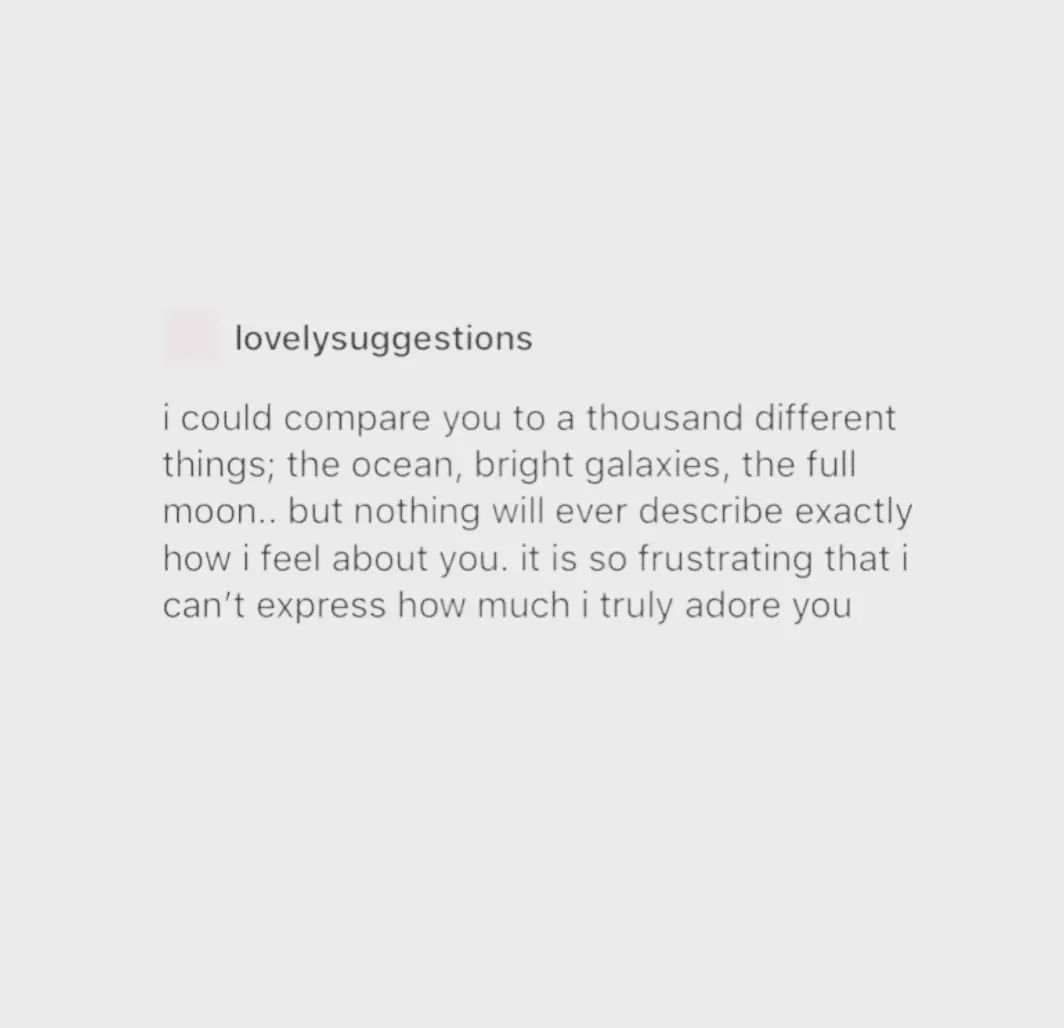 lovelysuggestions
i could compare you to a thousand different
things; the ocean, bright galaxies, the full
moon.. but nothing will ever describe exactly
how i feel about you. it is so frustrating that i
can’t express how much i truly adore you